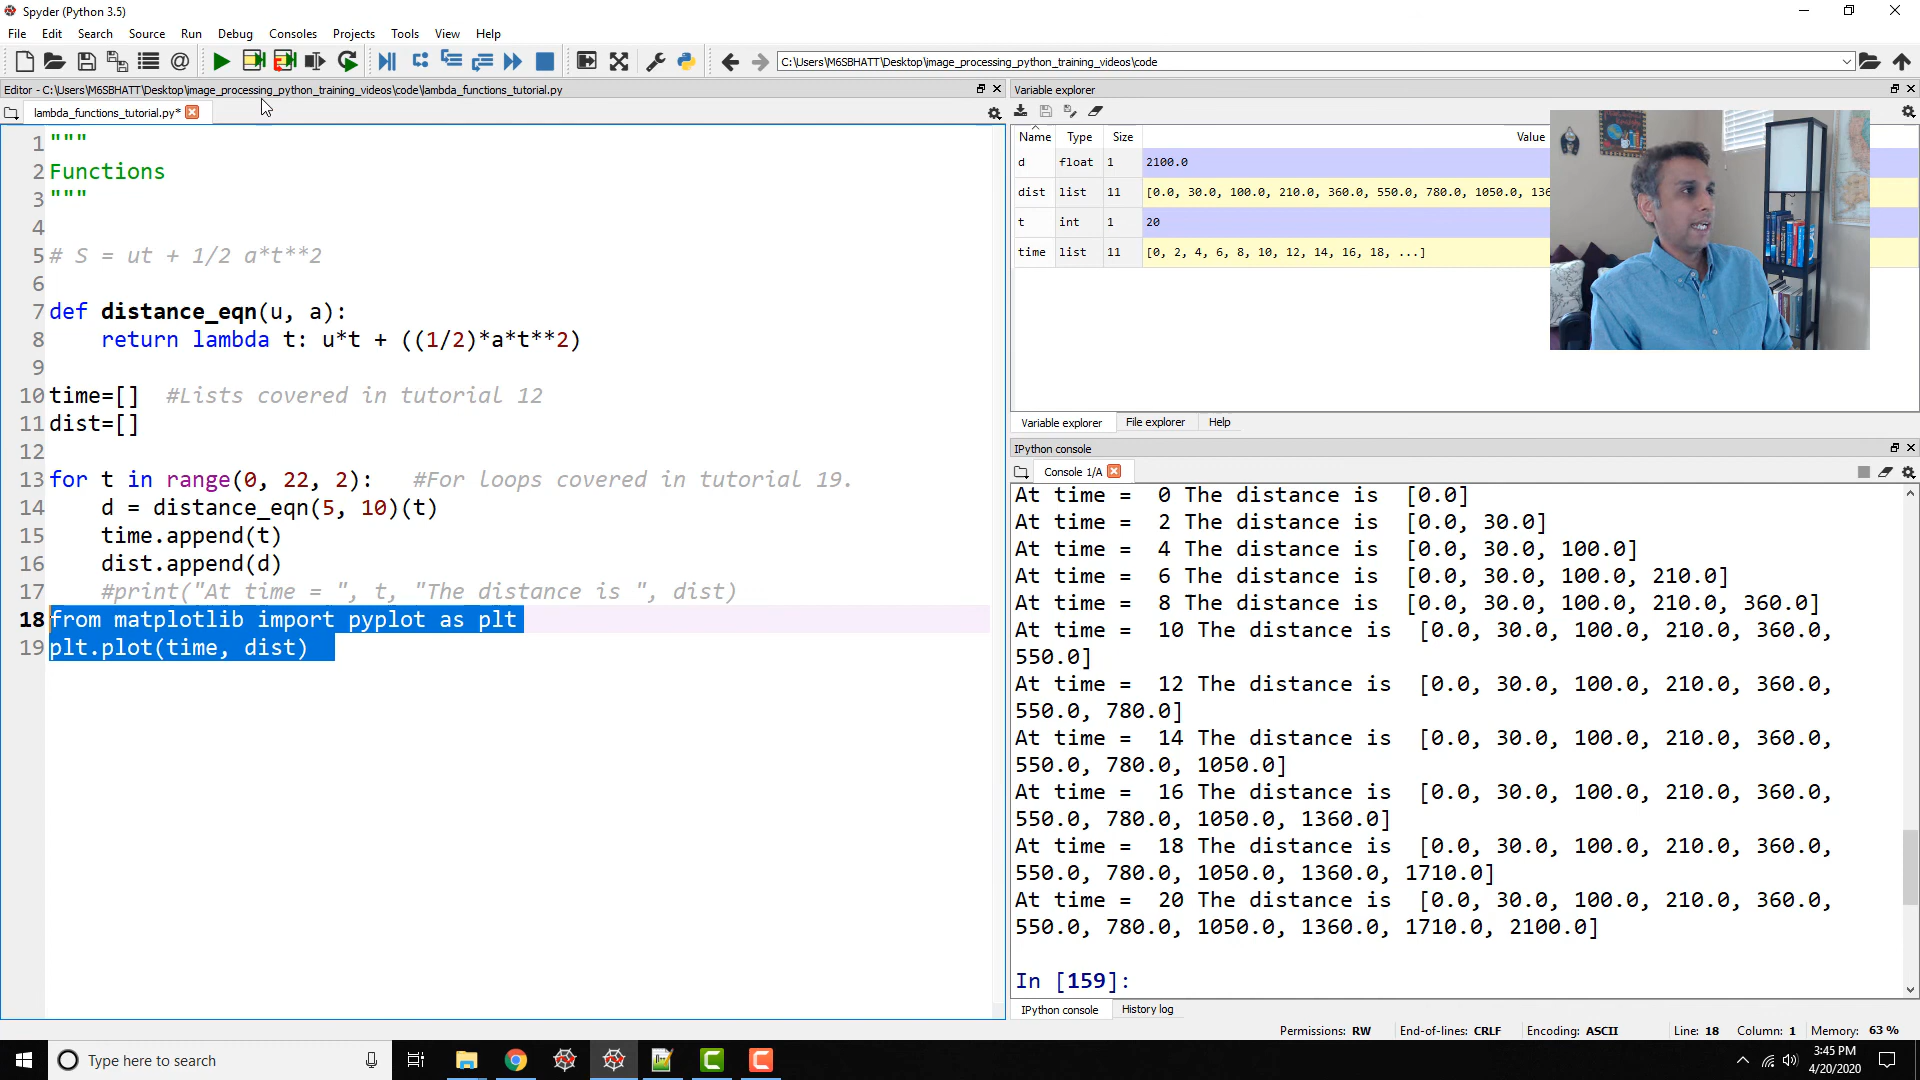 Spyder (Python 3.5)
File Edit Search Source Run Debug Consoles Projects Tools View Help
C:\Users\M6SBHATT\Desktop\image_processing_python_training_videos\code
Editor - C:\Users\M6SBHATT\Desktop\image_processing_python_training_videos\code\lambda_functions_tutorial.py
lambda_functions_tutorial.py*
1 """
2 Functions
3 """
4
5 # S = ut + 1/2 a*t**2
6
7 def distance_eqn(u, a):
8 return lambda t: u*t + ((1/2)*a*t**2)
9
10 time=[] #Lists covered in tutorial 12
11 dist=[]
12
13 for t in range(0, 22, 2): #For loops covered in tutorial 19.
14 d = distance_eqn(5, 10)(t)
15 time.append(t)
16 dist.append(d)
17 #print("At time = ", t, "The distance is ", dist)
18 from matplotlib import pyplot as plt
19 plt.plot(time, dist)
Variable explorer
Name Type Size Value
d float 1 2100.0
dist list 11 [0.0, 30.0, 100.0, 210.0, 360.0, 550.0, 780.0, 1050.0, 136
t int 1 20
time list 11 [0, 2, 4, 6, 8, 10, 12, 14, 16, 18, ...]
Variable explorer File explorer Help
IPython console
Console 1/A
At time = 0 The distance is [0.0]
At time = 2 The distance is [0.0, 30.0]
At time = 4 The distance is [0.0, 30.0, 100.0]
At time = 6 The distance is [0.0, 30.0, 100.0, 210.0]
At time = 8 The distance is [0.0, 30.0, 100.0, 210.0, 360.0]
At time = 10 The distance is [0.0, 30.0, 100.0, 210.0, 360.0,
550.0]
At time = 12 The distance is [0.0, 30.0, 100.0, 210.0, 360.0,
550.0, 780.0]
At time = 14 The distance is [0.0, 30.0, 100.0, 210.0, 360.0,
550.0, 780.0, 1050.0]
At time = 16 The distance is [0.0, 30.0, 100.0, 210.0, 360.0,
550.0, 780.0, 1050.0, 1360.0]
At time = 18 The distance is [0.0, 30.0, 100.0, 210.0, 360.0,
550.0, 780.0, 1050.0, 1360.0, 1710.0]
At time = 20 The distance is [0.0, 30.0, 100.0, 210.0, 360.0,
550.0, 780.0, 1050.0, 1360.0, 1710.0, 2100.0]
In [159]:
IPython console History log
Permissions: RW End-of-lines: CRLF Encoding: ASCII Line: 18 Column: 1 Memory: 63 %
Type here to search
3:45 PM
4/20/2020